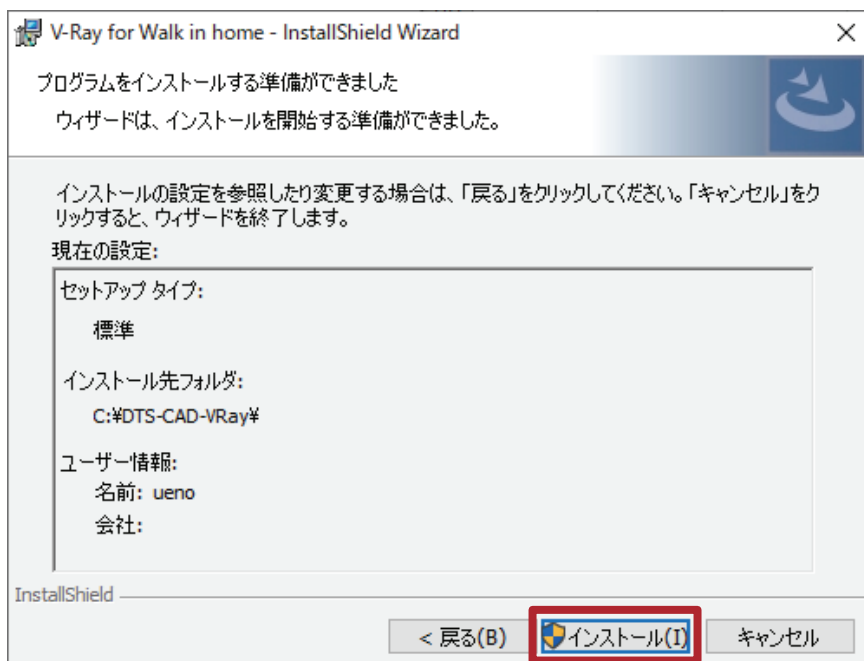 V-Ray for Walk in home - InstallShield Wizard
プログラムをインストールする準備ができました
ウィザードは、インストールを開始する準備ができました。
インストールの設定を参照したり変更する場合は、「戻る」をクリックしてください。「キャンセル」をク
リックすると、ウィザードを終了します。
現在の設定:
セットアップ タイプ:
標準
インストール先フォルダ:
C:¥DTS-CAD-VRay¥
ユーザー情報:
名前: ueno
会社:
InstallShield
< 戻る(B) インストール(I) キャンセル